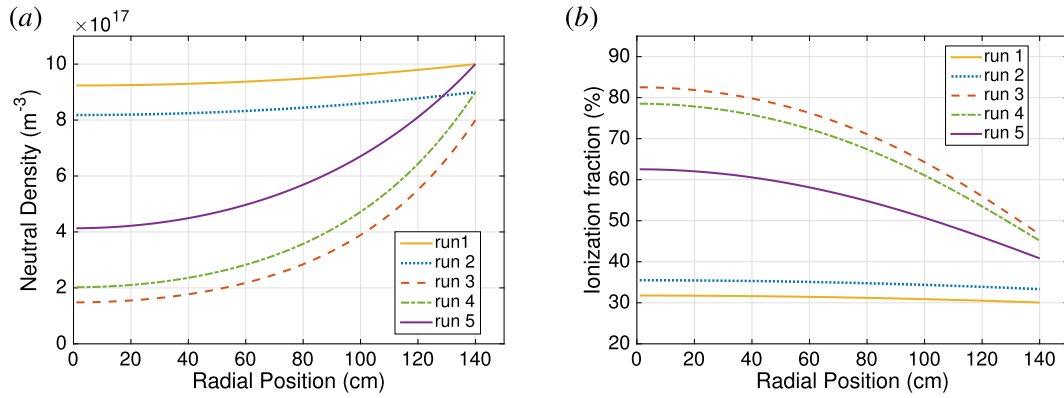 (a)
×10^17
Neutral Density (m^-3)
10
8
6
4
2
0
0 20 40 60 80 100 120 140
Radial Position (cm)
run1
run 2
run 3
run 4
run 5
(b)
Ionization fraction (%)
90
80
70
60
50
40
30
20
0 20 40 60 80 100 120 140
Radial Position (cm)
run 1
run 2
run 3
run 4
run 5